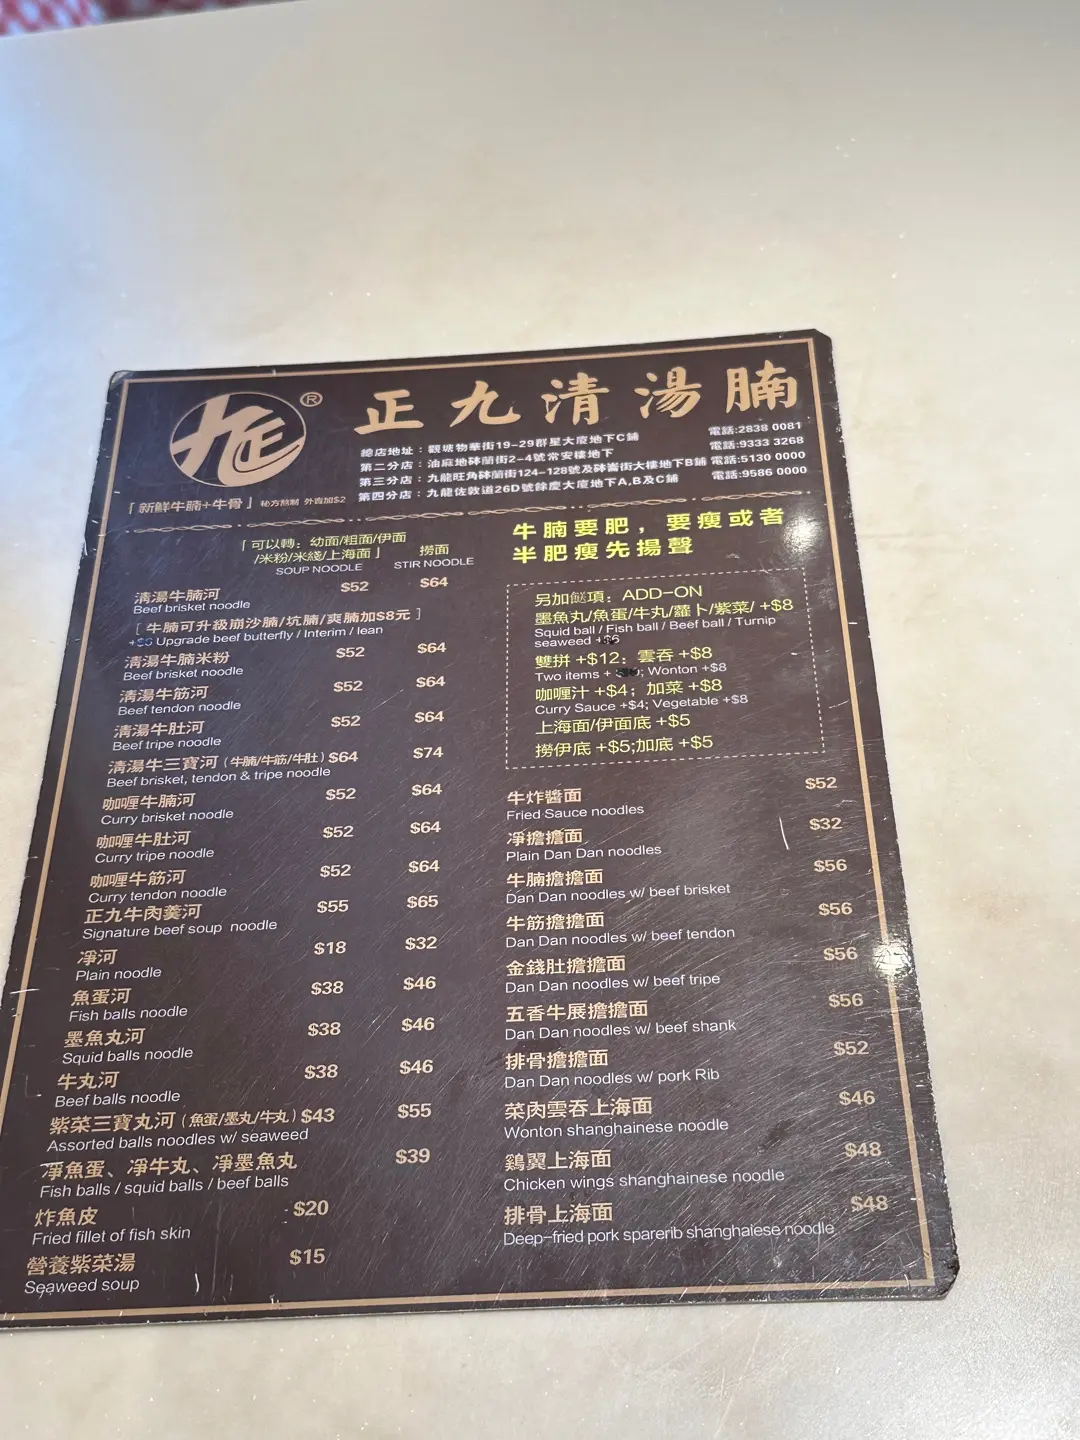 九正 ®
正九清湯腩
總店地址：觀塘物華街19-29群星大廈地下C鋪 電話:2838 0081
第二分店：油麻地砵蘭街2-4號常安樓地下 電話:9333 3268
第三分店：九龍旺角砵蘭街124-128號及砵崙街大樓地下B鋪 電話:5130 0000
第四分店：九龍佐敦道26D號餘慶大廈地下A,B及C鋪 電話:9586 0000
「新鮮牛腩+牛骨」秘方熬制 外賣加$2
「可以轉：幼面/粗面/伊面
/米粉/米綫/上海面」 撈面
SOUP NOODLE STIR NOODLE
清湯牛腩河 $52 $64
Beef brisket noodle
［牛腩可升級崩沙腩/坑腩/爽腩加$8元］
Upgrade beef butterfly / Interim / lean
清湯牛腩米粉 $52 $64
Beef brisket noodle
清湯牛筋河 $52 $64
Beef tendon noodle
清湯牛肚河 $52 $64
Beef tripe noodle
清湯牛三寶河 (牛腩/牛筋/牛肚) $64 $74
Beef brisket, tendon & tripe noodle
咖喱牛腩河 $52 $64
Curry brisket noodle
咖喱牛肚河 $52 $64
Curry tripe noodle
咖喱牛筋河 $52 $64
Curry tendon noodle
正九牛肉羹河 $55 $65
Signature beef soup noodle
凈河 $18 $32
Plain noodle
魚蛋河 $38 $46
Fish balls noodle
墨魚丸河 $38 $46
Squid balls noodle
牛丸河 $38 $46
Beef balls noodle
紫菜三寶丸河 (魚蛋/墨丸/牛丸) $43 $55
Assorted balls noodles w/ seaweed
凈魚蛋、凈牛丸、凈墨魚丸 $39
Fish balls / squid balls / beef balls
炸魚皮 $20
Fried fillet of fish skin
營養紫菜湯 $15
Seaweed soup
牛腩要肥，要瘦或者
半肥瘦先揚聲
另加餸項：ADD-ON
墨魚丸/魚蛋/牛丸/蘿卜/紫菜/ +$8
Squid ball / Fish ball / Beef ball / Turnip
seaweed
雙拼 +$12；雲吞 +$8
Two items + ; Wonton +$8
咖喱汁 +$4；加菜 +$8
Curry Sauce +$4; Vegetable +$8
上海面/伊面底 +$5
撈伊底 +$5;加底 +$5
牛炸醬面 $52
Fried Sauce noodles
凈擔擔面 $32
Plain Dan Dan noodles
牛腩擔擔面 $56
Dan Dan noodles w/ beef brisket
牛筋擔擔面 $56
Dan Dan noodles w/ beef tendon
金錢肚擔擔面 $56
Dan Dan noodles w/ beef tripe
五香牛展擔擔面 $56
Dan Dan noodles w/ beef shank
排骨擔擔面 $52
Dan Dan noodles w/ pork Rib
菜肉雲吞上海面 $46
Wonton shanghainese noodle
鷄翼上海面 $48
Chicken wings shanghainese noodle
排骨上海面 $48
Deep-fried pork sparerib shanghaiese noodle